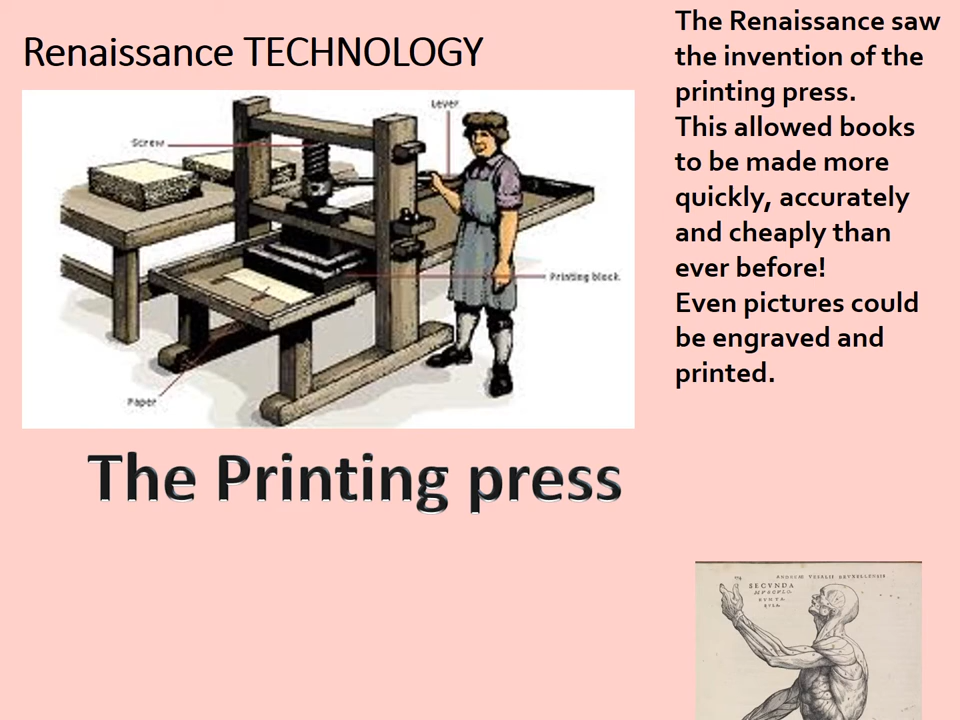 Renaissance TECHNOLOGY
The Renaissance saw
the invention of the
printing press.
This allowed books
to be made more
quickly, accurately
and cheaply than
ever before!
Even pictures could
be engraved and
printed.
Lever
Screw
Printing block
Paper
The Printing press
SECVNDA